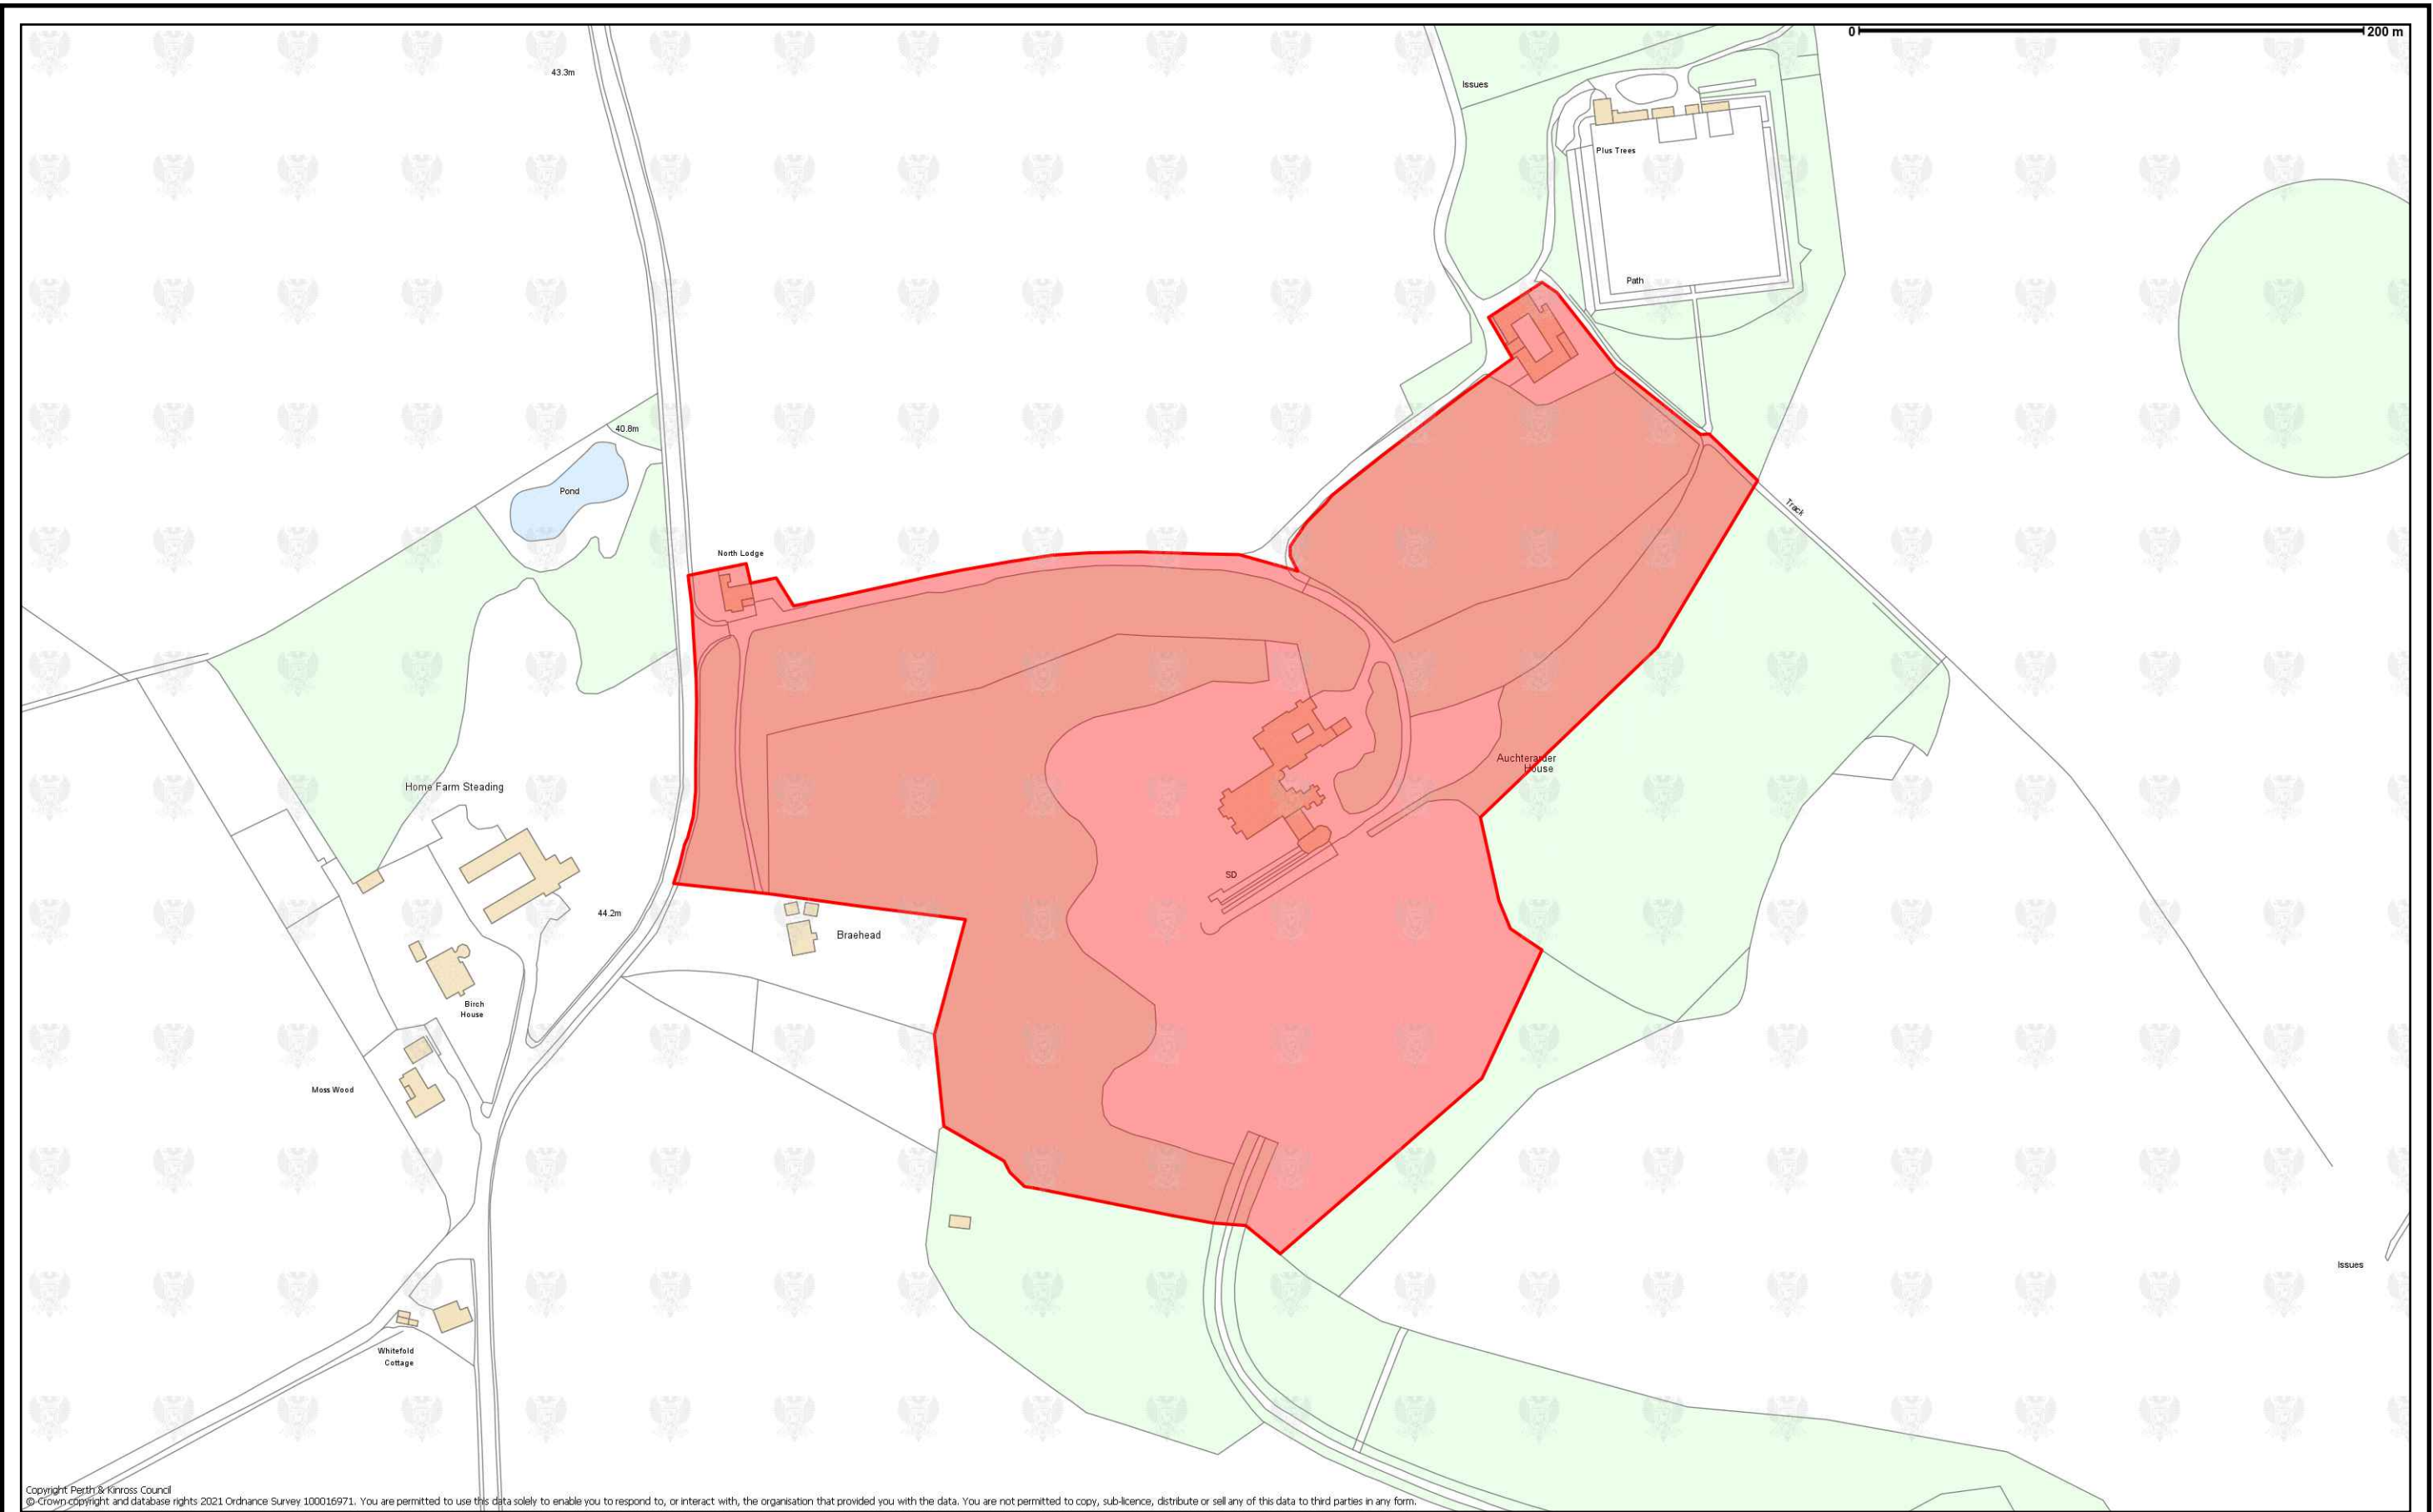 0 200 m
43.3m
Issues
Plus Trees
Path
40.8m
Pond
Track
North Lodge
Auchterarder
House
Home Farm Steading
SD
44.2m
Braehead
Birch
House
Moss Wood
Issues
Whitefold
Cottage
Copyright Perth & Kinross Council
© Crown copyright and database rights 2021 Ordnance Survey 100016971. You are permitted to use this data solely to enable you to respond to, or interact with, the organisation that provided you with the data. You are not permitted to copy, sub-licence, distribute or sell any of this data to third parties in any form.